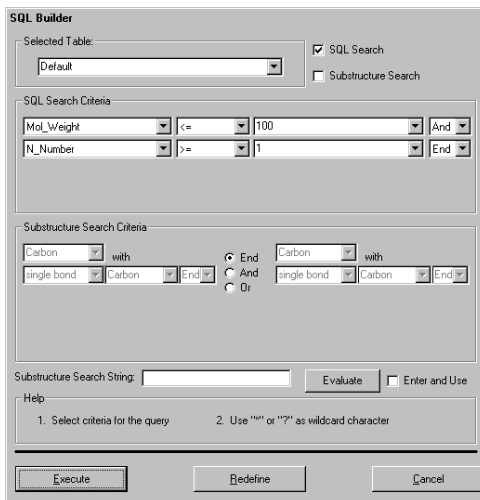 SQL Builder
Selected Table:
Default
SQL Search
Substructure Search
SQL Search Criteria
Mol_Weight <= 100 And
N_Number >= 1 End
Substructure Search Criteria
Carbon with End Carbon with
single bond Carbon End And single bond Carbon End
Or
Substructure Search String: Evaluate Enter and Use
Help
1. Select criteria for the query 2. Use "*" or "?" as wildcard character
Execute Redefine Cancel